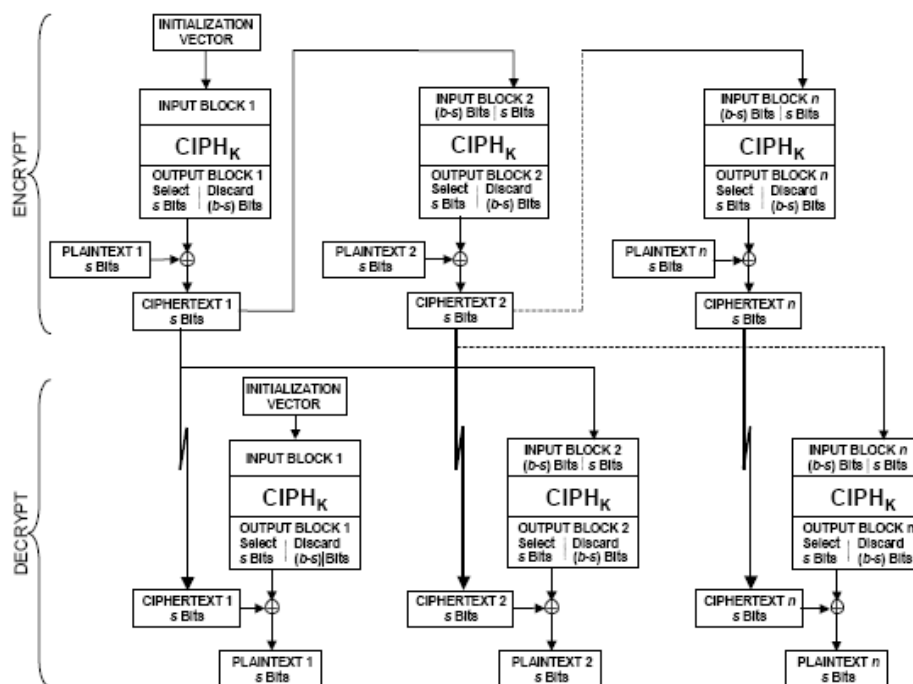 ENCRYPT
INITIALIZATION
VECTOR
INPUT BLOCK 1
CIPHK
OUTPUT BLOCK 1
Select Discard
s Bits (b-s) Bits
PLAINTEXT 1
s Bits
CIPHERTEXT 1
s Bits
INPUT BLOCK 2
(b-s) Bits s Bits
CIPHK
OUTPUT BLOCK 2
Select Discard
s Bits (b-s) Bits
PLAINTEXT 2
s Bits
CIPHERTEXT 2
s Bits
INPUT BLOCK n
(b-s) Bits s Bits
CIPHK
OUTPUT BLOCK n
Select Discard
s Bits (b-s) Bits
PLAINTEXT n
s Bits
CIPHERTEXT n
s Bits
DECRYPT
INITIALIZATION
VECTOR
INPUT BLOCK 1
CIPHK
OUTPUT BLOCK 1
Select Discard
s Bits (b-s) Bits
CIPHERTEXT 1
s Bits
PLAINTEXT 1
s Bits
INPUT BLOCK 2
(b-s) Bits s Bits
CIPHK
OUTPUT BLOCK 2
Select Discard
s Bits (b-s) Bits
CIPHERTEXT 2
s Bits
PLAINTEXT 2
s Bits
INPUT BLOCK n
(b-s) Bits s Bits
CIPHK
OUTPUT BLOCK n
Select Discard
s Bits (b-s) Bits
CIPHERTEXT n
s Bits
PLAINTEXT n
s Bits